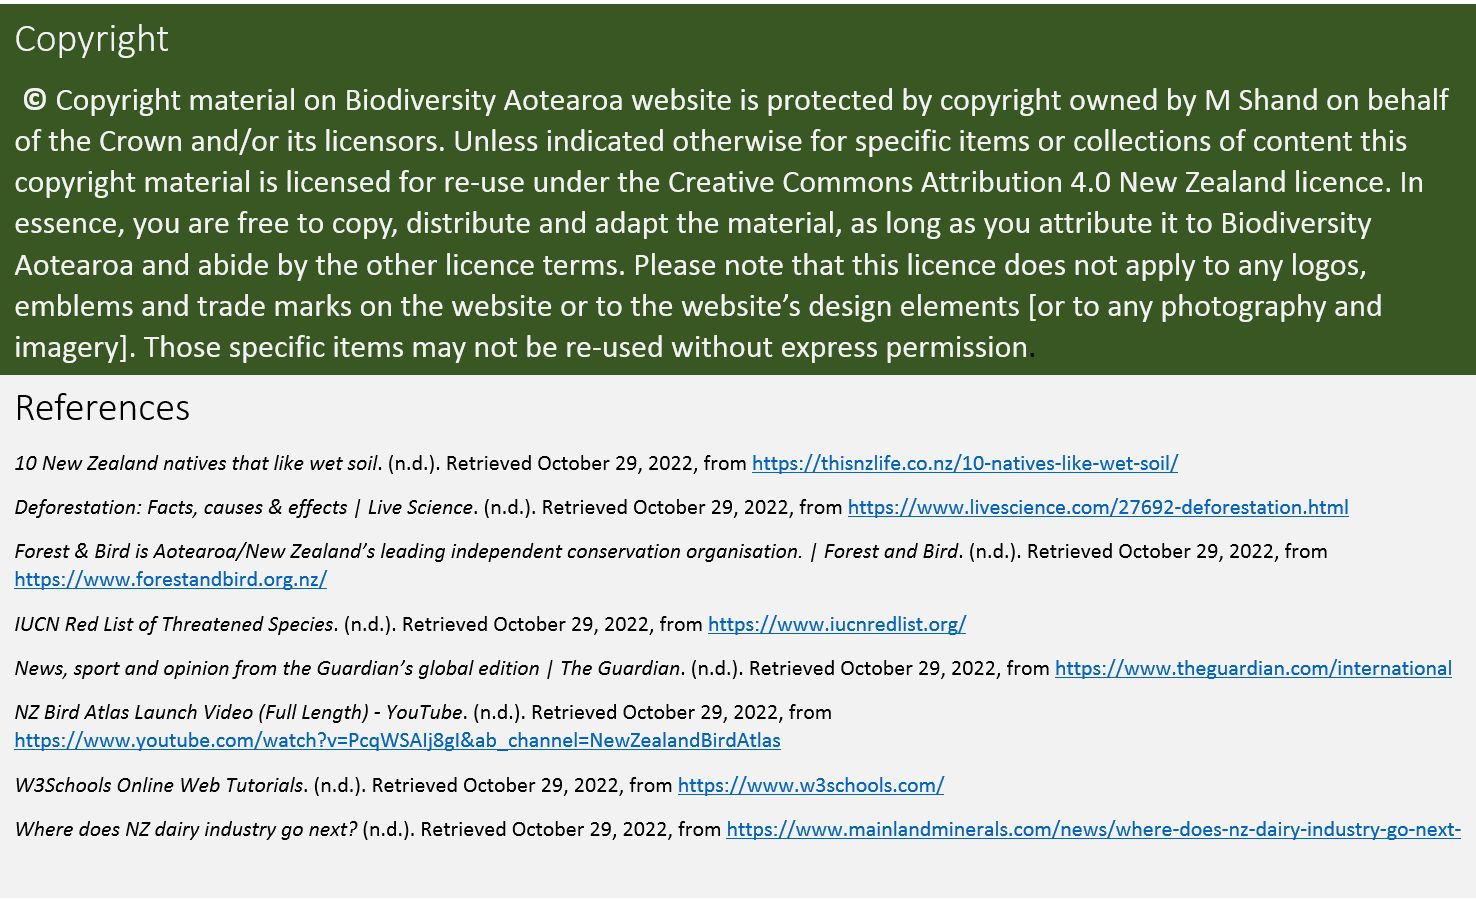 Copyright
© Copyright material on Biodiversity Aotearoa website is protected by copyright owned by M Shand on behalf
of the Crown and/or its licensors. Unless indicated otherwise for specific items or collections of content this
copyright material is licensed for re-use under the Creative Commons Attribution 4.0 New Zealand licence. In
essence, you are free to copy, distribute and adapt the material, as long as you attribute it to Biodiversity
Aotearoa and abide by the other licence terms. Please note that this licence does not apply to any logos,
emblems and trade marks on the website or to the website’s design elements [or to any photography and
imagery]. Those specific items may not be re-used without express permission.
References
10 New Zealand natives that like wet soil. (n.d.). Retrieved October 29, 2022, from https://thisnzlife.co.nz/10-natives-like-wet-soil/
Deforestation: Facts, causes & effects | Live Science. (n.d.). Retrieved October 29, 2022, from https://www.livescience.com/27692-deforestation.html
Forest & Bird is Aotearoa/New Zealand’s leading independent conservation organisation. | Forest and Bird. (n.d.). Retrieved October 29, 2022, from
https://www.forestandbird.org.nz/
IUCN Red List of Threatened Species. (n.d.). Retrieved October 29, 2022, from https://www.iucnredlist.org/
News, sport and opinion from the Guardian’s global edition | The Guardian. (n.d.). Retrieved October 29, 2022, from https://www.theguardian.com/international
NZ Bird Atlas Launch Video (Full Length) - YouTube. (n.d.). Retrieved October 29, 2022, from
https://www.youtube.com/watch?v=PcqWSAIj8gI&ab_channel=NewZealandBirdAtlas
W3Schools Online Web Tutorials. (n.d.). Retrieved October 29, 2022, from https://www.w3schools.com/
Where does NZ dairy industry go next? (n.d.). Retrieved October 29, 2022, from https://www.mainlandminerals.com/news/where-does-nz-dairy-industry-go-next-